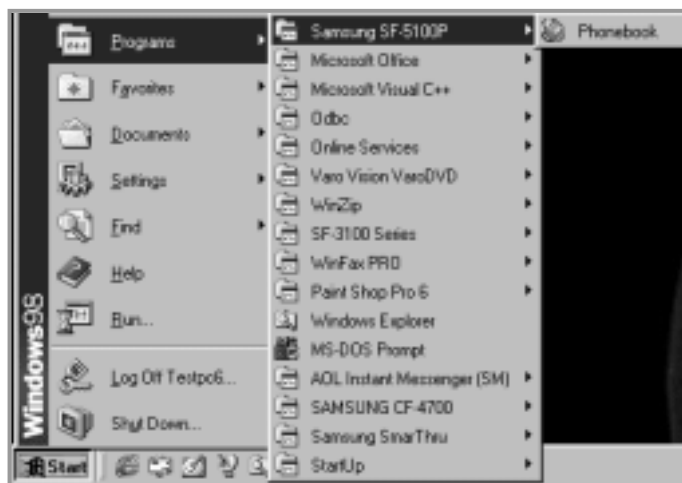 Windows98
Programs
Favorites
Documents
Settings
Find
Help
Run...
Log Off Testpc6...
Shut Down...
Start
Samsung SF-5100P
Microsoft Office
Microsoft Visual C++
Odbc
Online Services
Varo Vision VaroDVD
WinZip
SF-3100 Series
WinFax PRO
Paint Shop Pro 6
Windows Explorer
MS-DOS Prompt
AOL Instant Messenger (SM)
SAMSUNG CF-4700
Samsung SmarThru
StartUp
Phonebook